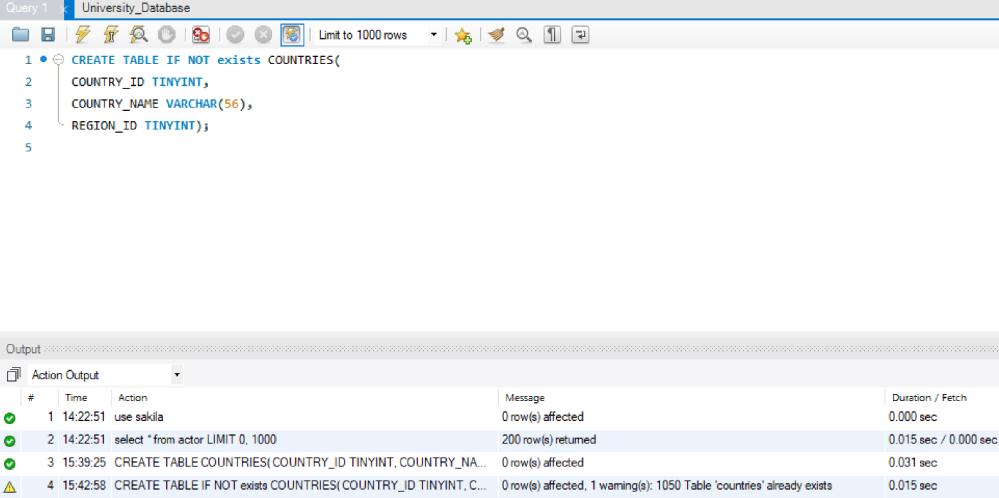 Query 1 University_Database
Limit to 1000 rows
1 CREATE TABLE IF NOT exists COUNTRIES(
2 COUNTRY_ID TINYINT,
3 COUNTRY_NAME VARCHAR(56),
4 REGION_ID TINYINT);
5
Output
Action Output
# Time Action Message Duration / Fetch
1 14:22:51 use sakila 0 row(s) affected 0.000 sec
2 14:22:51 select * from actor LIMIT 0, 1000 200 row(s) returned 0.015 sec / 0.000 sec
3 15:39:25 CREATE TABLE COUNTRIES( COUNTRY_ID TINYINT, COUNTRY_NA... 0 row(s) affected 0.031 sec
4 15:42:58 CREATE TABLE IF NOT exists COUNTRIES( COUNTRY_ID TINYINT, C... 0 row(s) affected, 1 warning(s): 1050 Table 'countries' already exists 0.015 sec